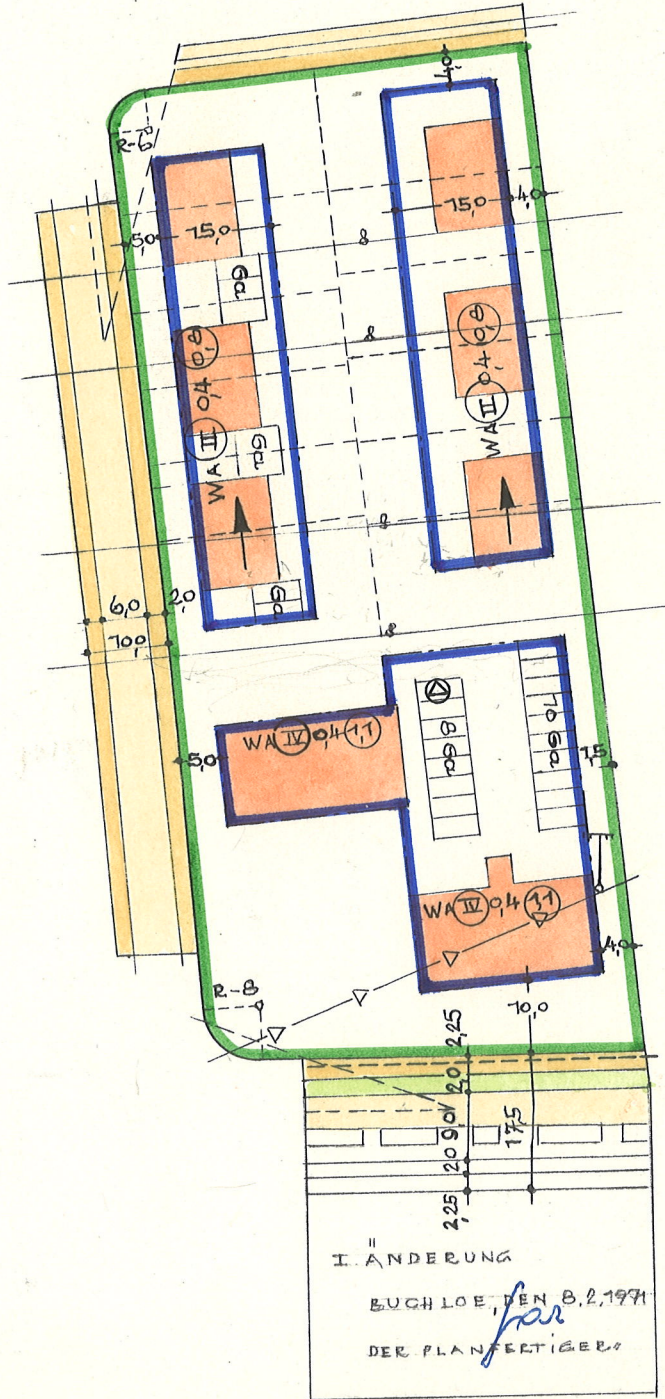 4,0
R-6
5,0
15,0
15,0
4,0
8
Ga
8
WA II 0,4 0,8
WA II 0,4 0,8
Ga
8
Ga
6,0
2,0
10,0
8
WA IV 0,4 1,1
8 Ga
10 Ga
5,0
7,5
WA IV 0,4 1,1
4,0
R-8
10,0
2,25
2,0
9,0
17,5
2,0
2,25
I. ÄNDERUNG
BUCHLOE, DEN 8.2.1971
DER PLANFERTIGER: